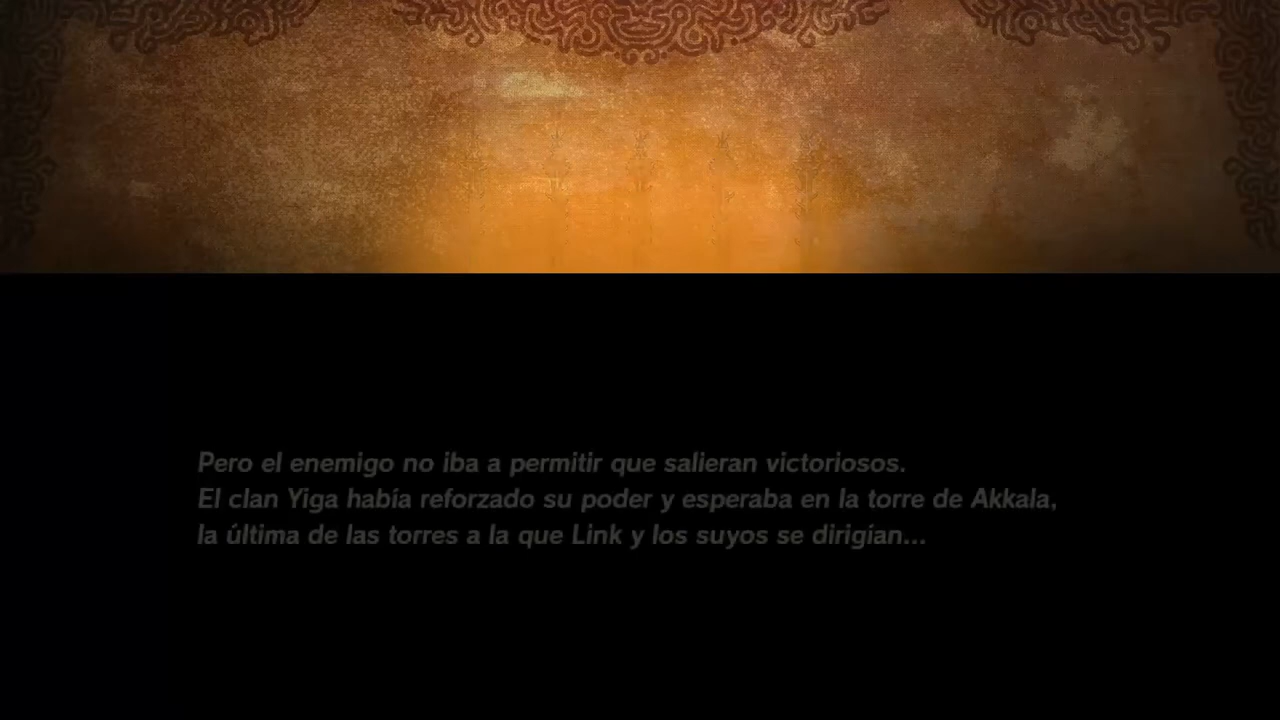 Pero el enemigo no iba a permitir que salieran victoriosos.
El clan Yiga había reforzado su poder y esperaba en la torre de Akkala,
la última de las torres a la que Link y los suyos se dirigían...